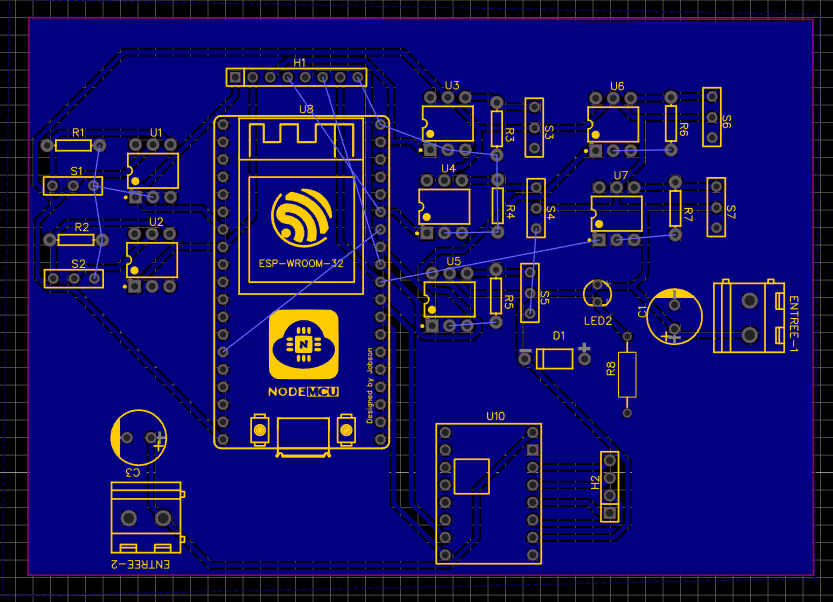 H1
U8
U3
U6
S6
R1
U1
R3
S3
R6
S1
U4
U7
R4
S4
R7
S7
R2
U2
S2
ESP-WROOM-32
U5
R5
S5
LED2
C1
ENTREE-1
D1
R8
Designed by Jobson
N
NODEMCU
U10
C3
H2
ENTREE-2